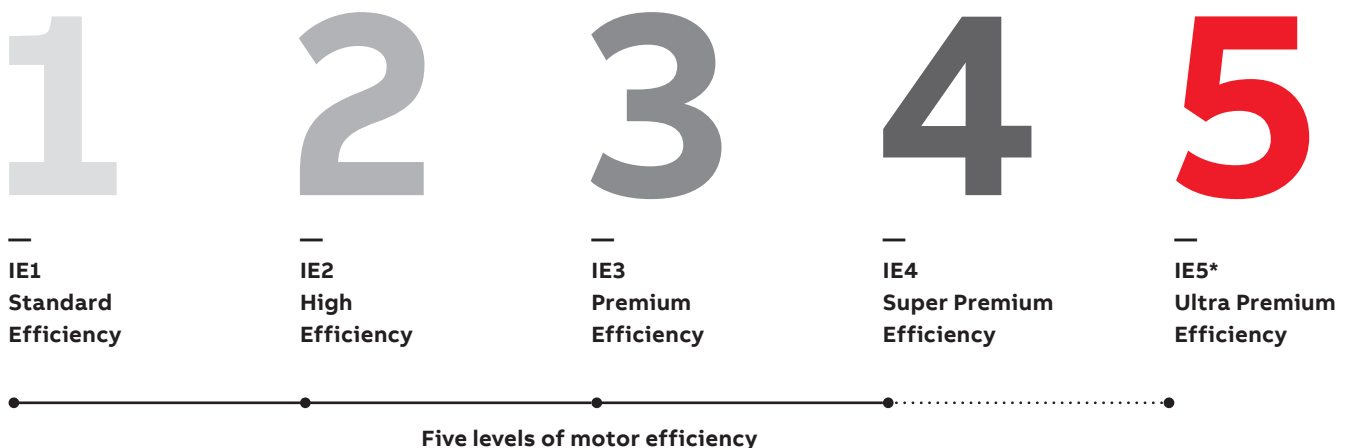 1 2 3 4 5
IE1
Standard
Efficiency
IE2
High
Efficiency
IE3
Premium
Efficiency
IE4
Super Premium
Efficiency
IE5*
Ultra Premium
Efficiency
Five levels of motor efficiency